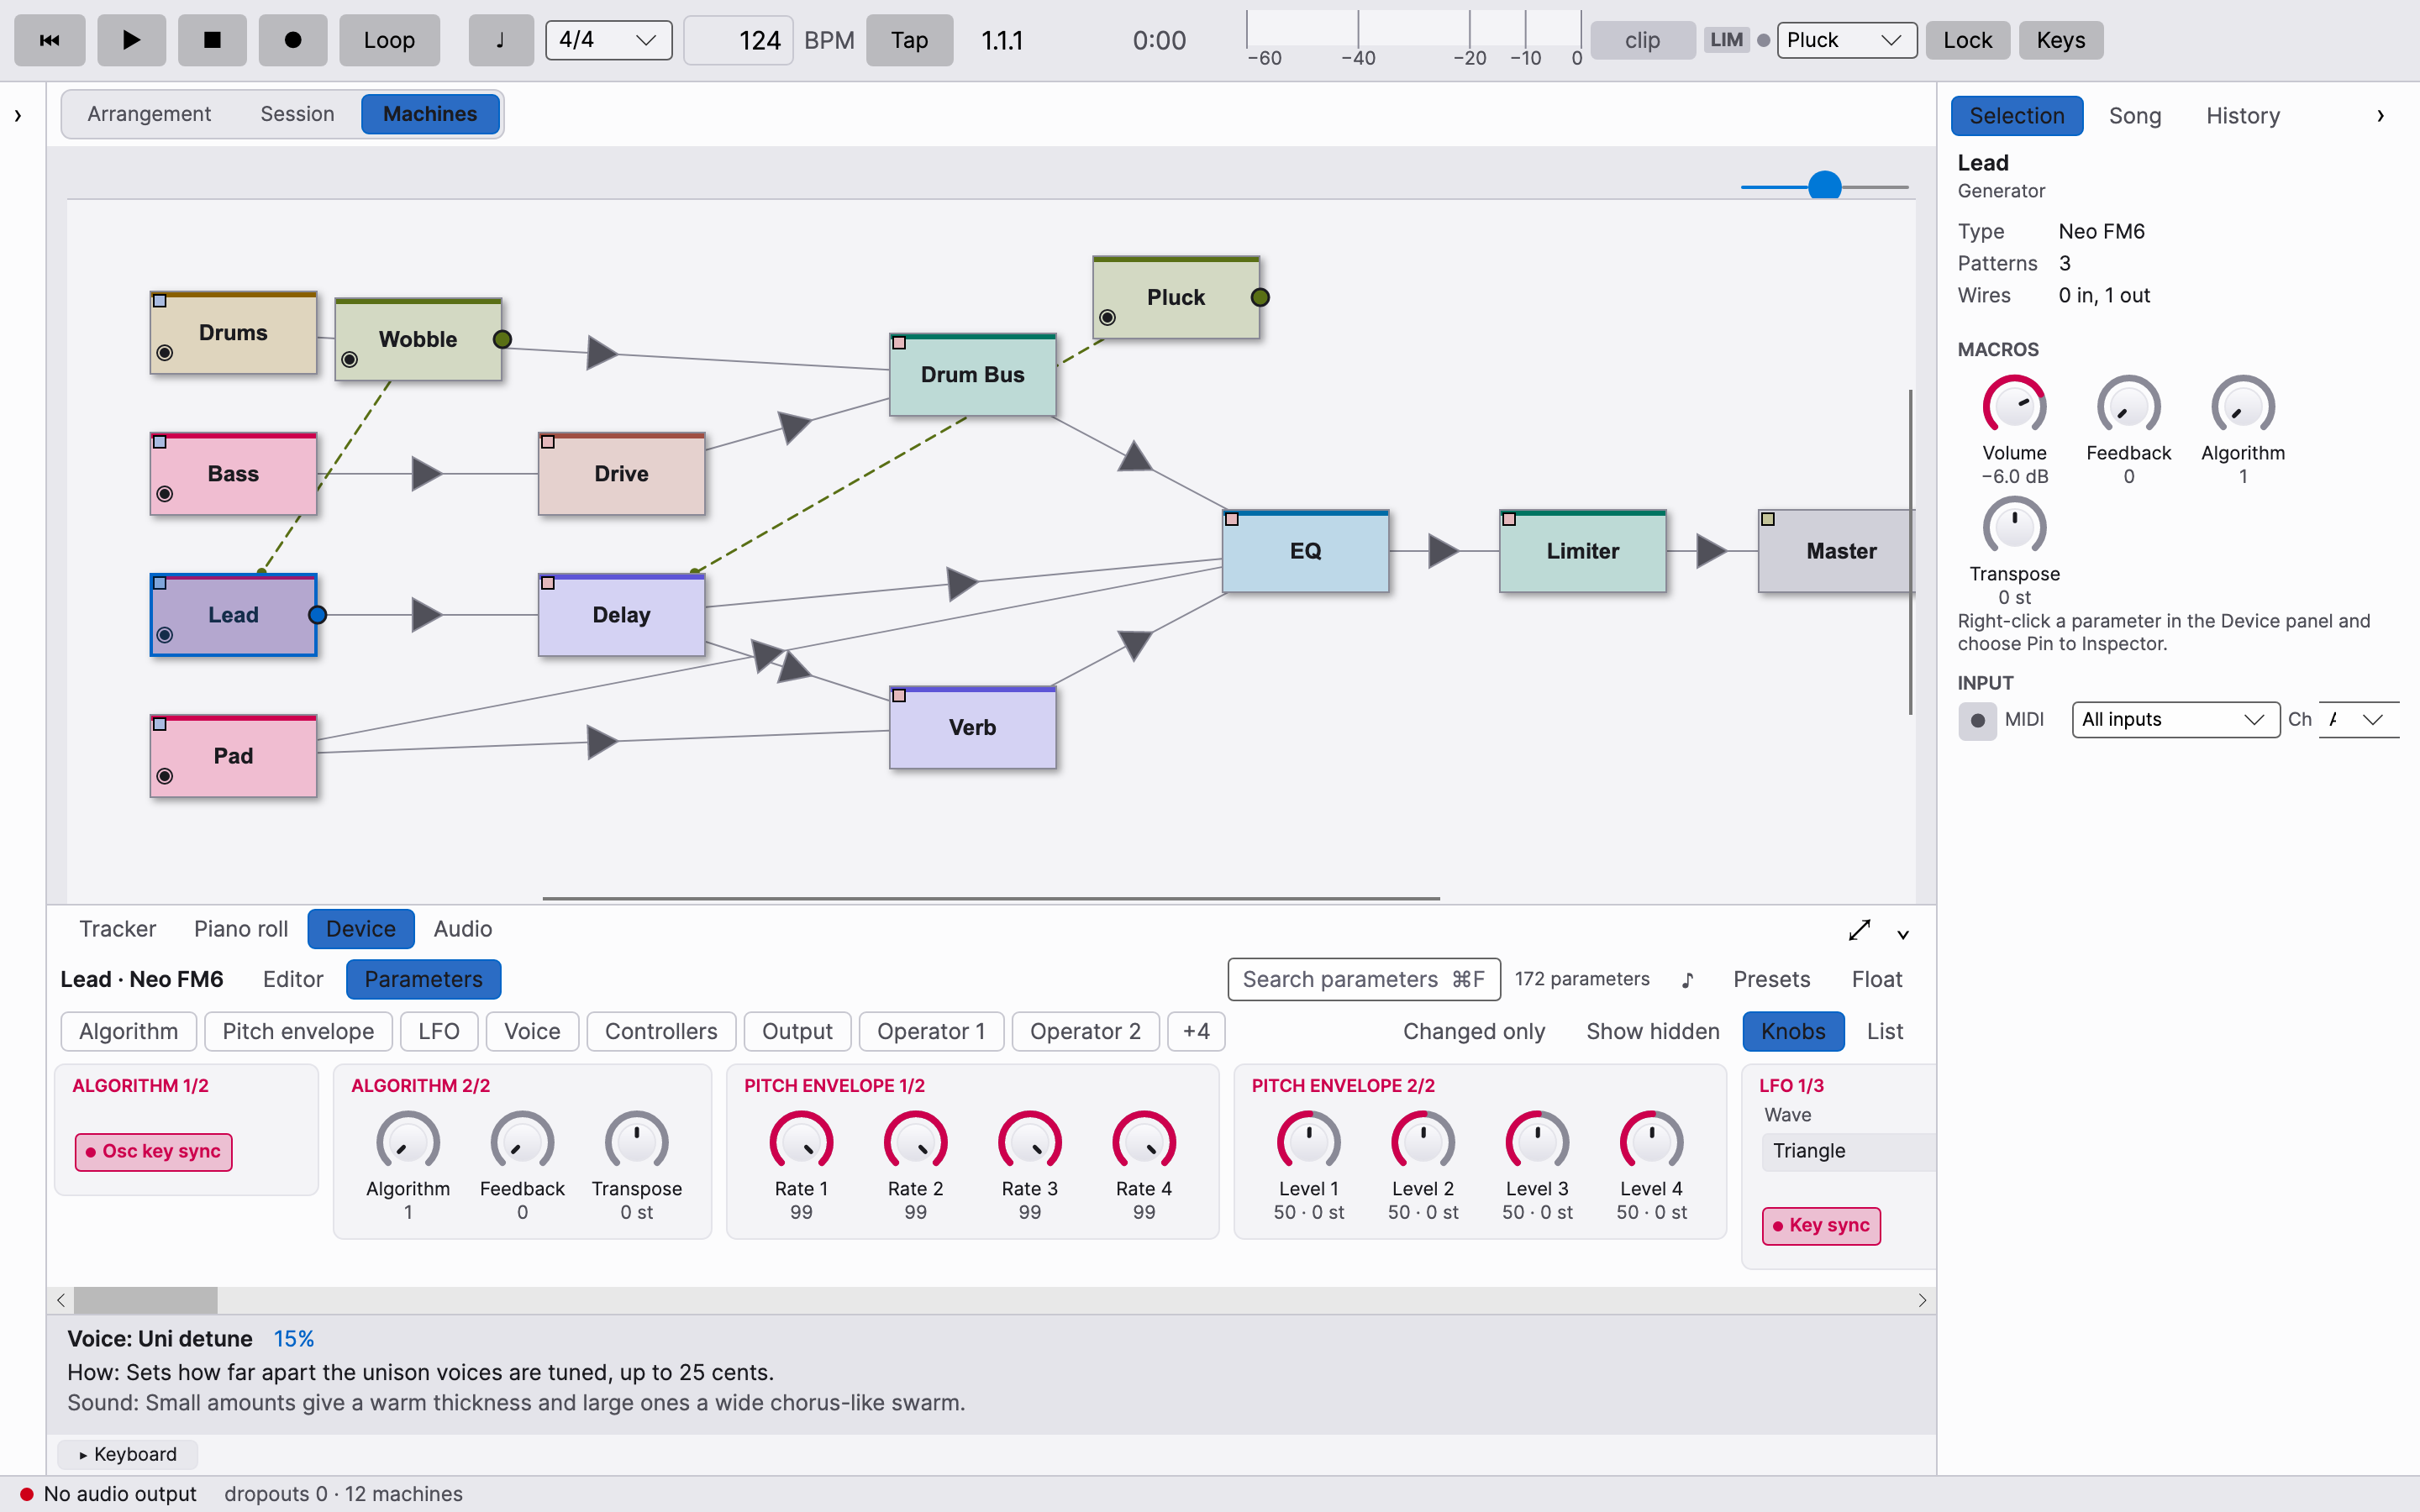 Loop 4/4 124 BPM Tap 1.1.1 0:00 −60 −40 −20 −10 0 clip LIM Pluck Lock Keys
Arrangement Session Machines
Selection Song History
Lead
Generator
Type Neo FM6
Patterns 3
Wires 0 in, 1 out
MACROS
Volume Feedback Algorithm
−6.0 dB 0 1
Transpose
0 st
Right-click a parameter in the Device panel and
choose Pin to Inspector.
INPUT
MIDI All inputs Ch
Pluck
Drums Wobble
Drum Bus
Bass Drive
EQ Limiter Master
Lead Delay
Verb
Pad
Tracker Piano roll Device Audio
Lead · Neo FM6 Editor Parameters Search parameters ⌘F 172 parameters Presets Float
Algorithm Pitch envelope LFO Voice Controllers Output Operator 1 Operator 2 +4 Changed only Show hidden Knobs List
ALGORITHM 1/2 ALGORITHM 2/2 PITCH ENVELOPE 1/2 PITCH ENVELOPE 2/2 LFO 1/3
Wave
Osc key sync Triangle
Algorithm Feedback Transpose Rate 1 Rate 2 Rate 3 Rate 4 Level 1 Level 2 Level 3 Level 4
1 0 0 st 99 99 99 99 50 · 0 st 50 · 0 st 50 · 0 st 50 · 0 st
Key sync
Voice: Uni detune 15%
How: Sets how far apart the unison voices are tuned, up to 25 cents.
Sound: Small amounts give a warm thickness and large ones a wide chorus-like swarm.
Keyboard
No audio output dropouts 0 · 12 machines